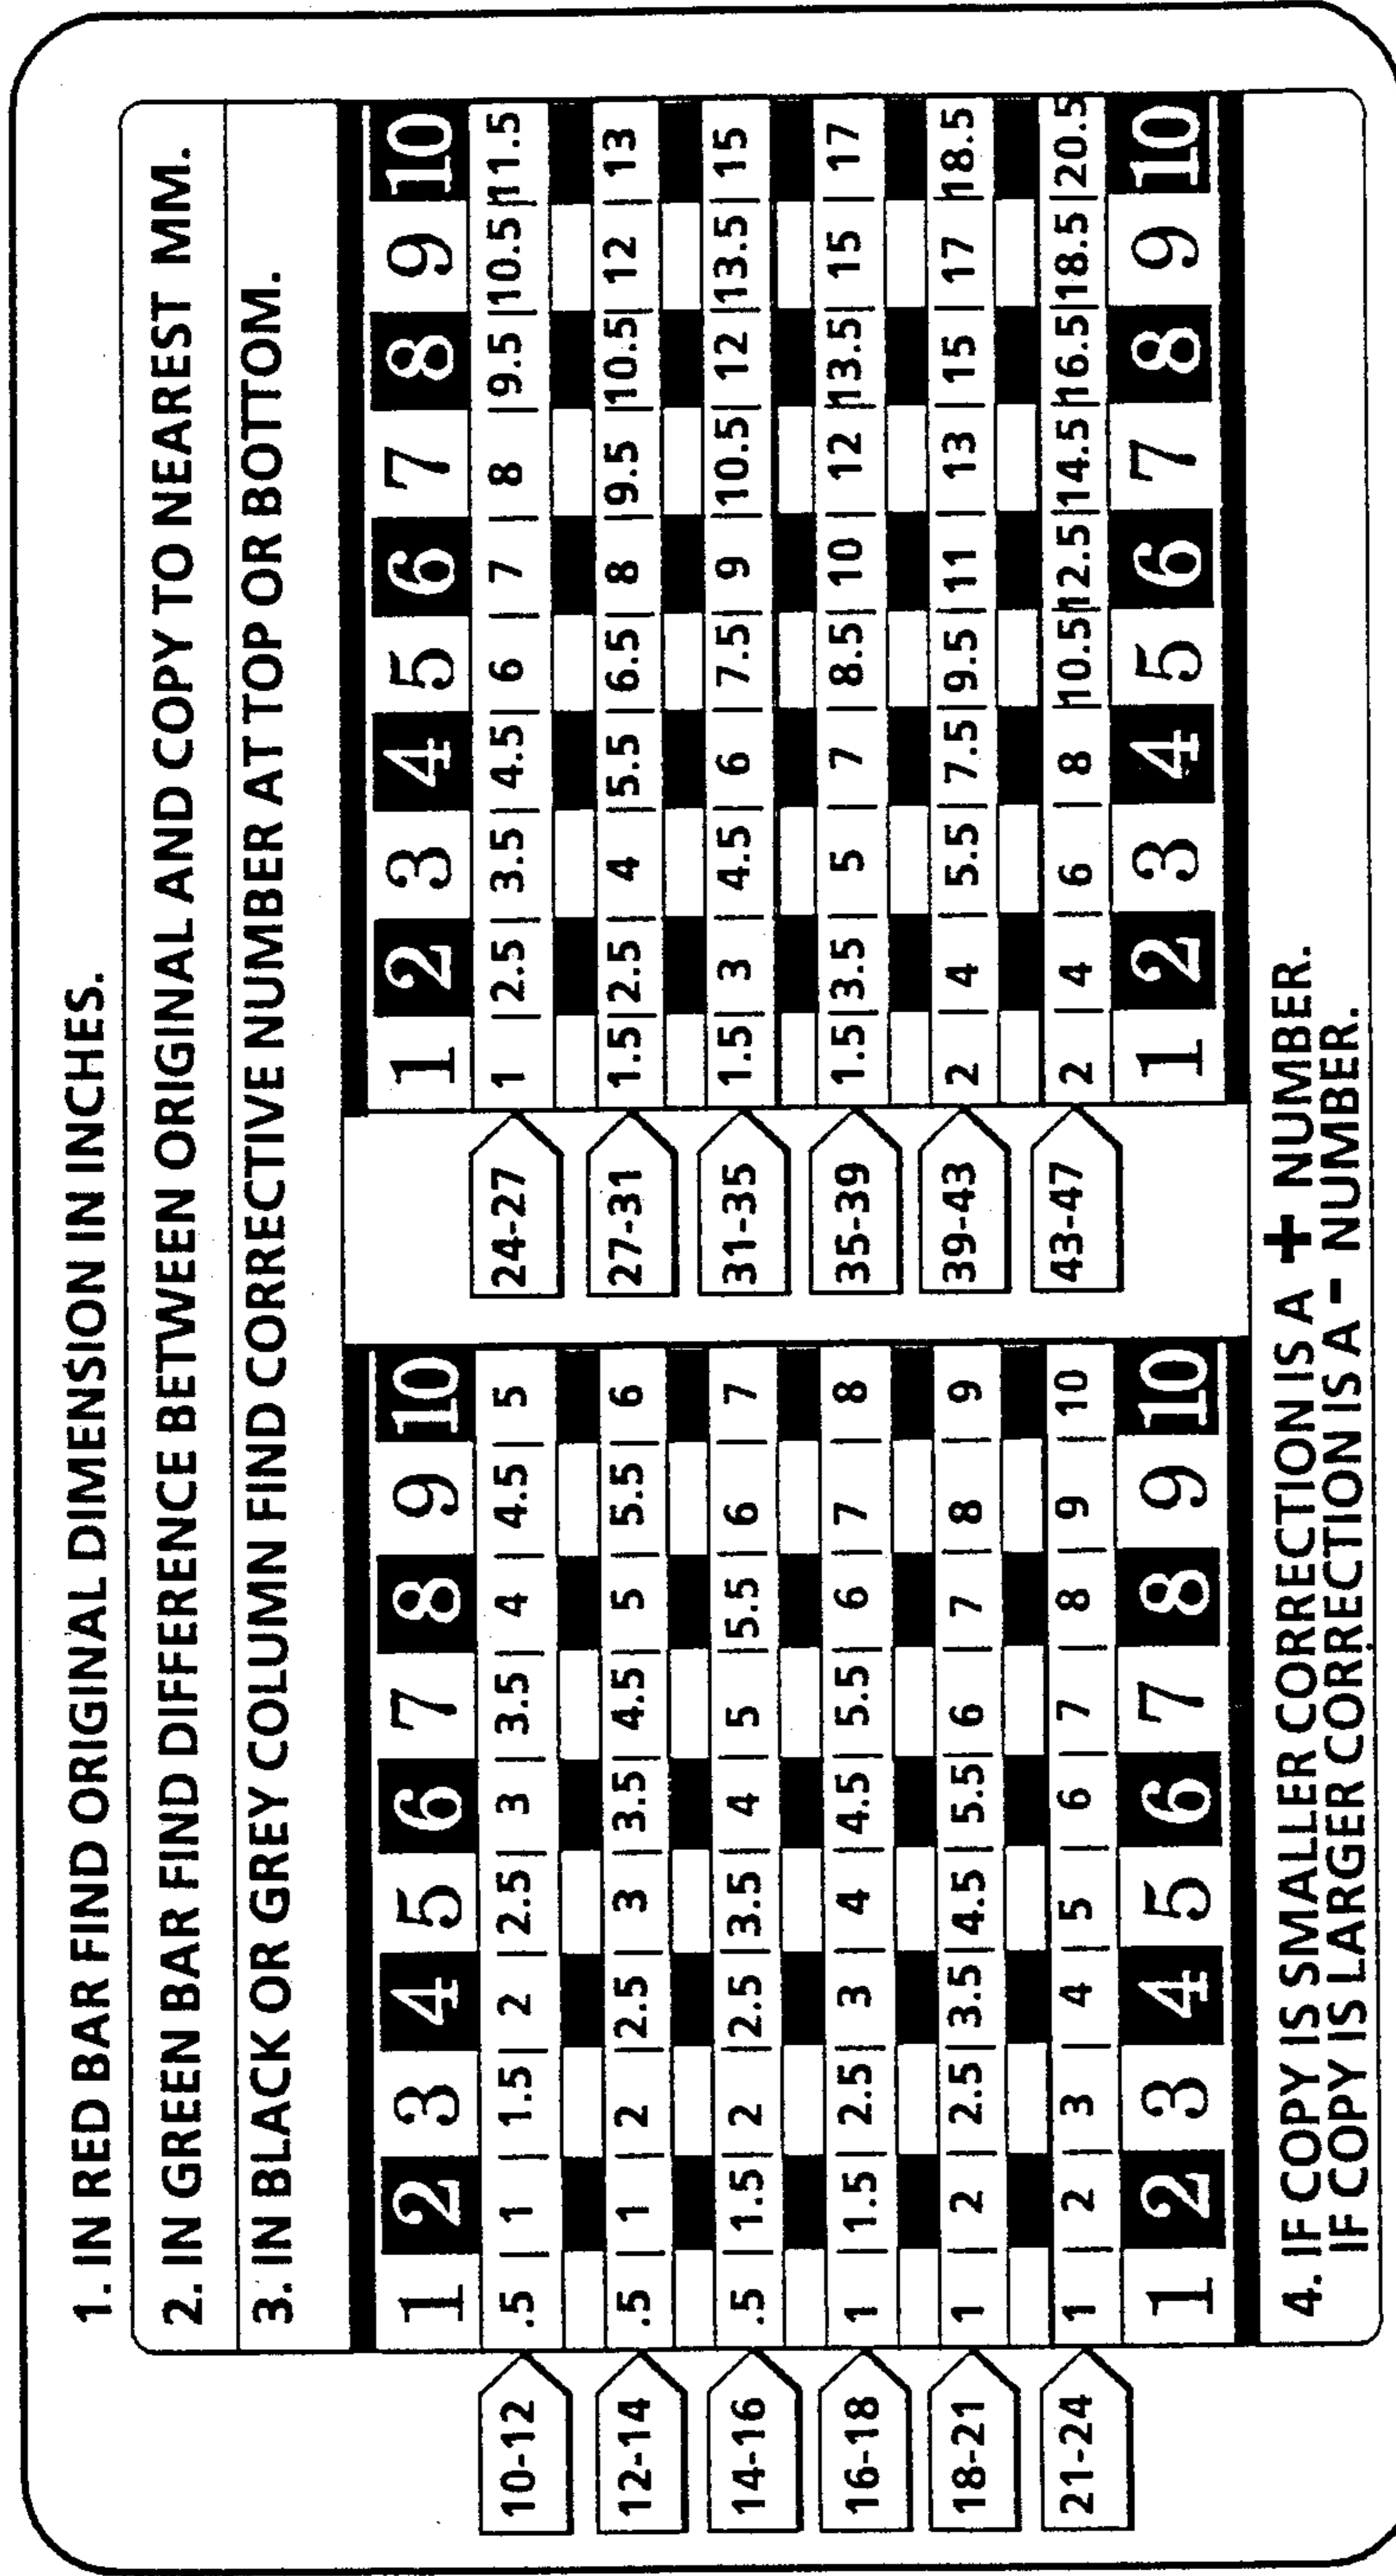 1. IN RED BAR FIND ORIGINAL DIMENSION IN INCHES.
2. IN GREEN BAR FIND DIFFERENCE BETWEEN ORIGINAL AND COPY TO NEAREST MM.
3. IN BLACK OR GREY COLUMN FIND CORRECTIVE NUMBER AT TOP OR BOTTOM.
1 2 3 4 5 6 7 8 9 10
10-12 .5 | 1 | 1.5 | 2 | 2.5 | 3 | 3.5 | 4 | 4.5 | 5
12-14 .5 | 1 | 2 | 2.5 | 3 | 3.5 | 4.5 | 5 | 5.5 | 6
14-16 .5 | 1.5 | 2 | 2.5 | 3.5 | 4 | 5 | 5.5 | 6 | 7
16-18 1 | 1.5 | 2.5 | 3 | 4 | 4.5 | 5.5 | 6 | 7 | 8
18-21 1 | 2 | 2.5 | 3.5 | 4.5 | 5.5 | 6 | 7 | 8 | 9
21-24 1 | 2 | 3 | 4 | 5 | 6 | 7 | 8 | 9 | 10
1 2 3 4 5 6 7 8 9 10
1 2 3 4 5 6 7 8 9 10
24-27 1 | 2.5 | 3.5 | 4.5 | 6 | 7 | 8 | 9.5 | 10.5 | 11.5
27-31 1.5 | 2.5 | 4 | 5.5 | 6.5 | 8 | 9.5 | 10.5 | 12 | 13
31-35 1.5 | 3 | 4.5 | 6 | 7.5 | 9 | 10.5 | 12 | 13.5 | 15
35-39 1.5 | 3.5 | 5 | 7 | 8.5 | 10 | 12 | 13.5 | 15 | 17
39-43 2 | 4 | 5.5 | 7.5 | 9.5 | 11 | 13 | 15 | 17 | 18.5
43-47 2 | 4 | 6 | 8 | 10.5 | 12.5 | 14.5 | 16.5 | 18.5 | 20.5
1 2 3 4 5 6 7 8 9 10
4. IF COPY IS SMALLER CORRECTION IS A + NUMBER.
IF COPY IS LARGER CORRECTION IS A - NUMBER.